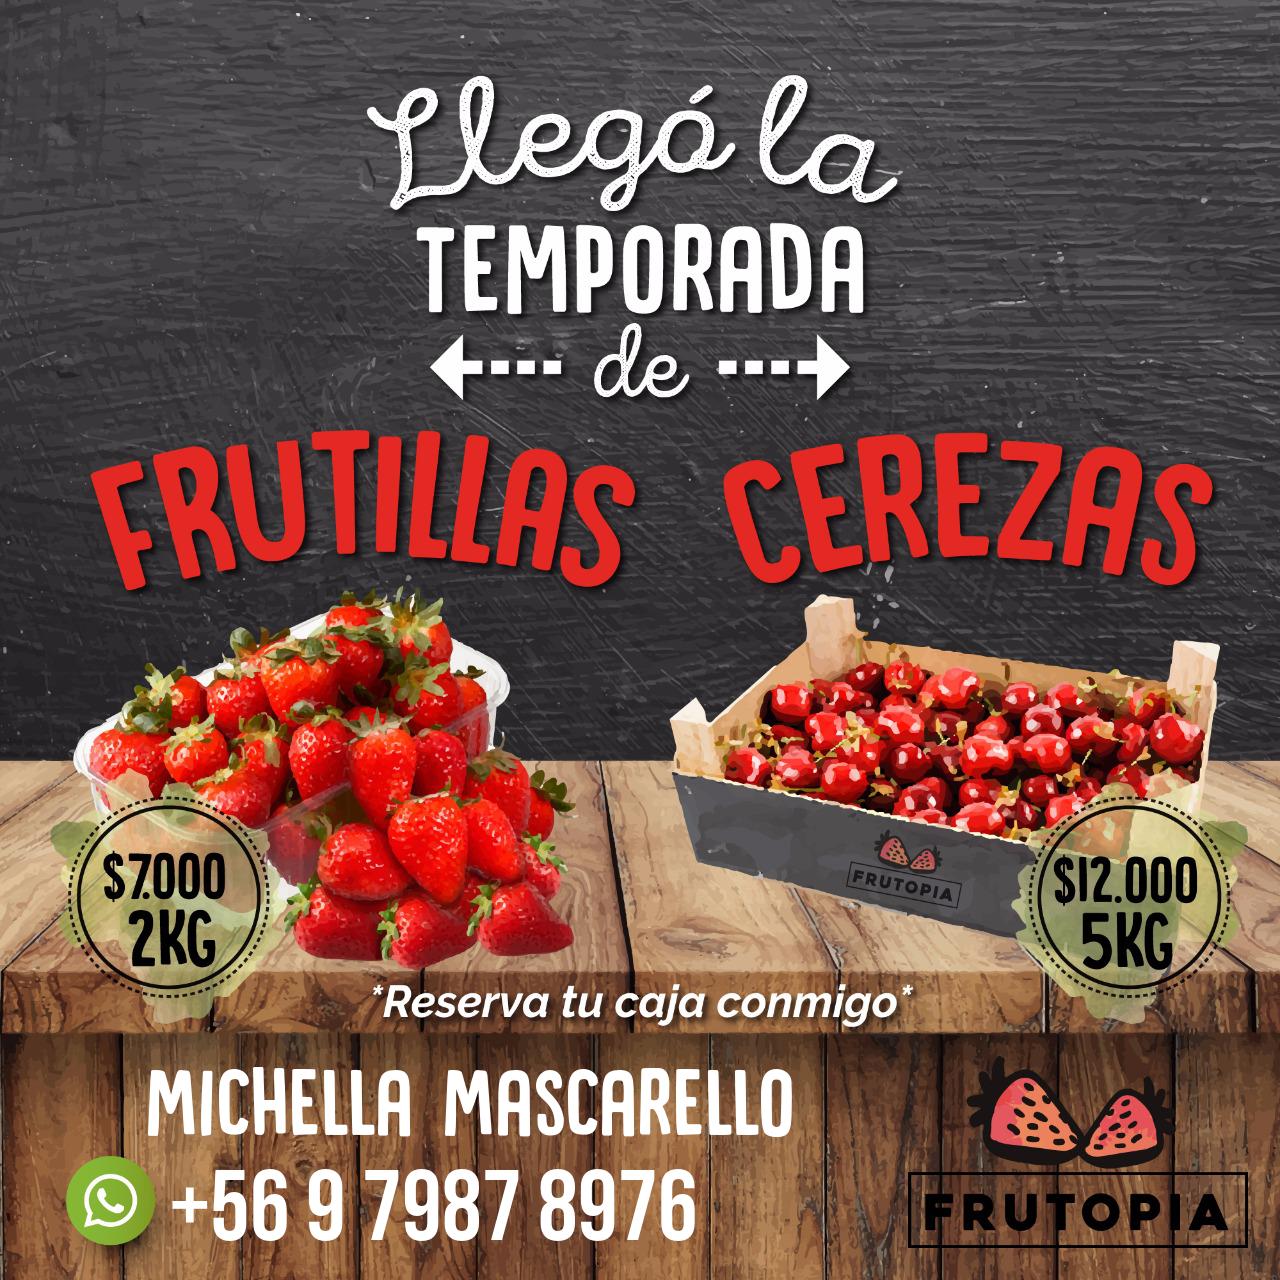 Llegó la
TEMPORADA
de
FRUTILLAS CEREZAS
FRUTOPIA
$7.000
2KG
$12.000
5KG
*Reserva tu caja conmigo*
MICHELLA MASCARELLO
+56 9 7987 8976
FRUTOPIA